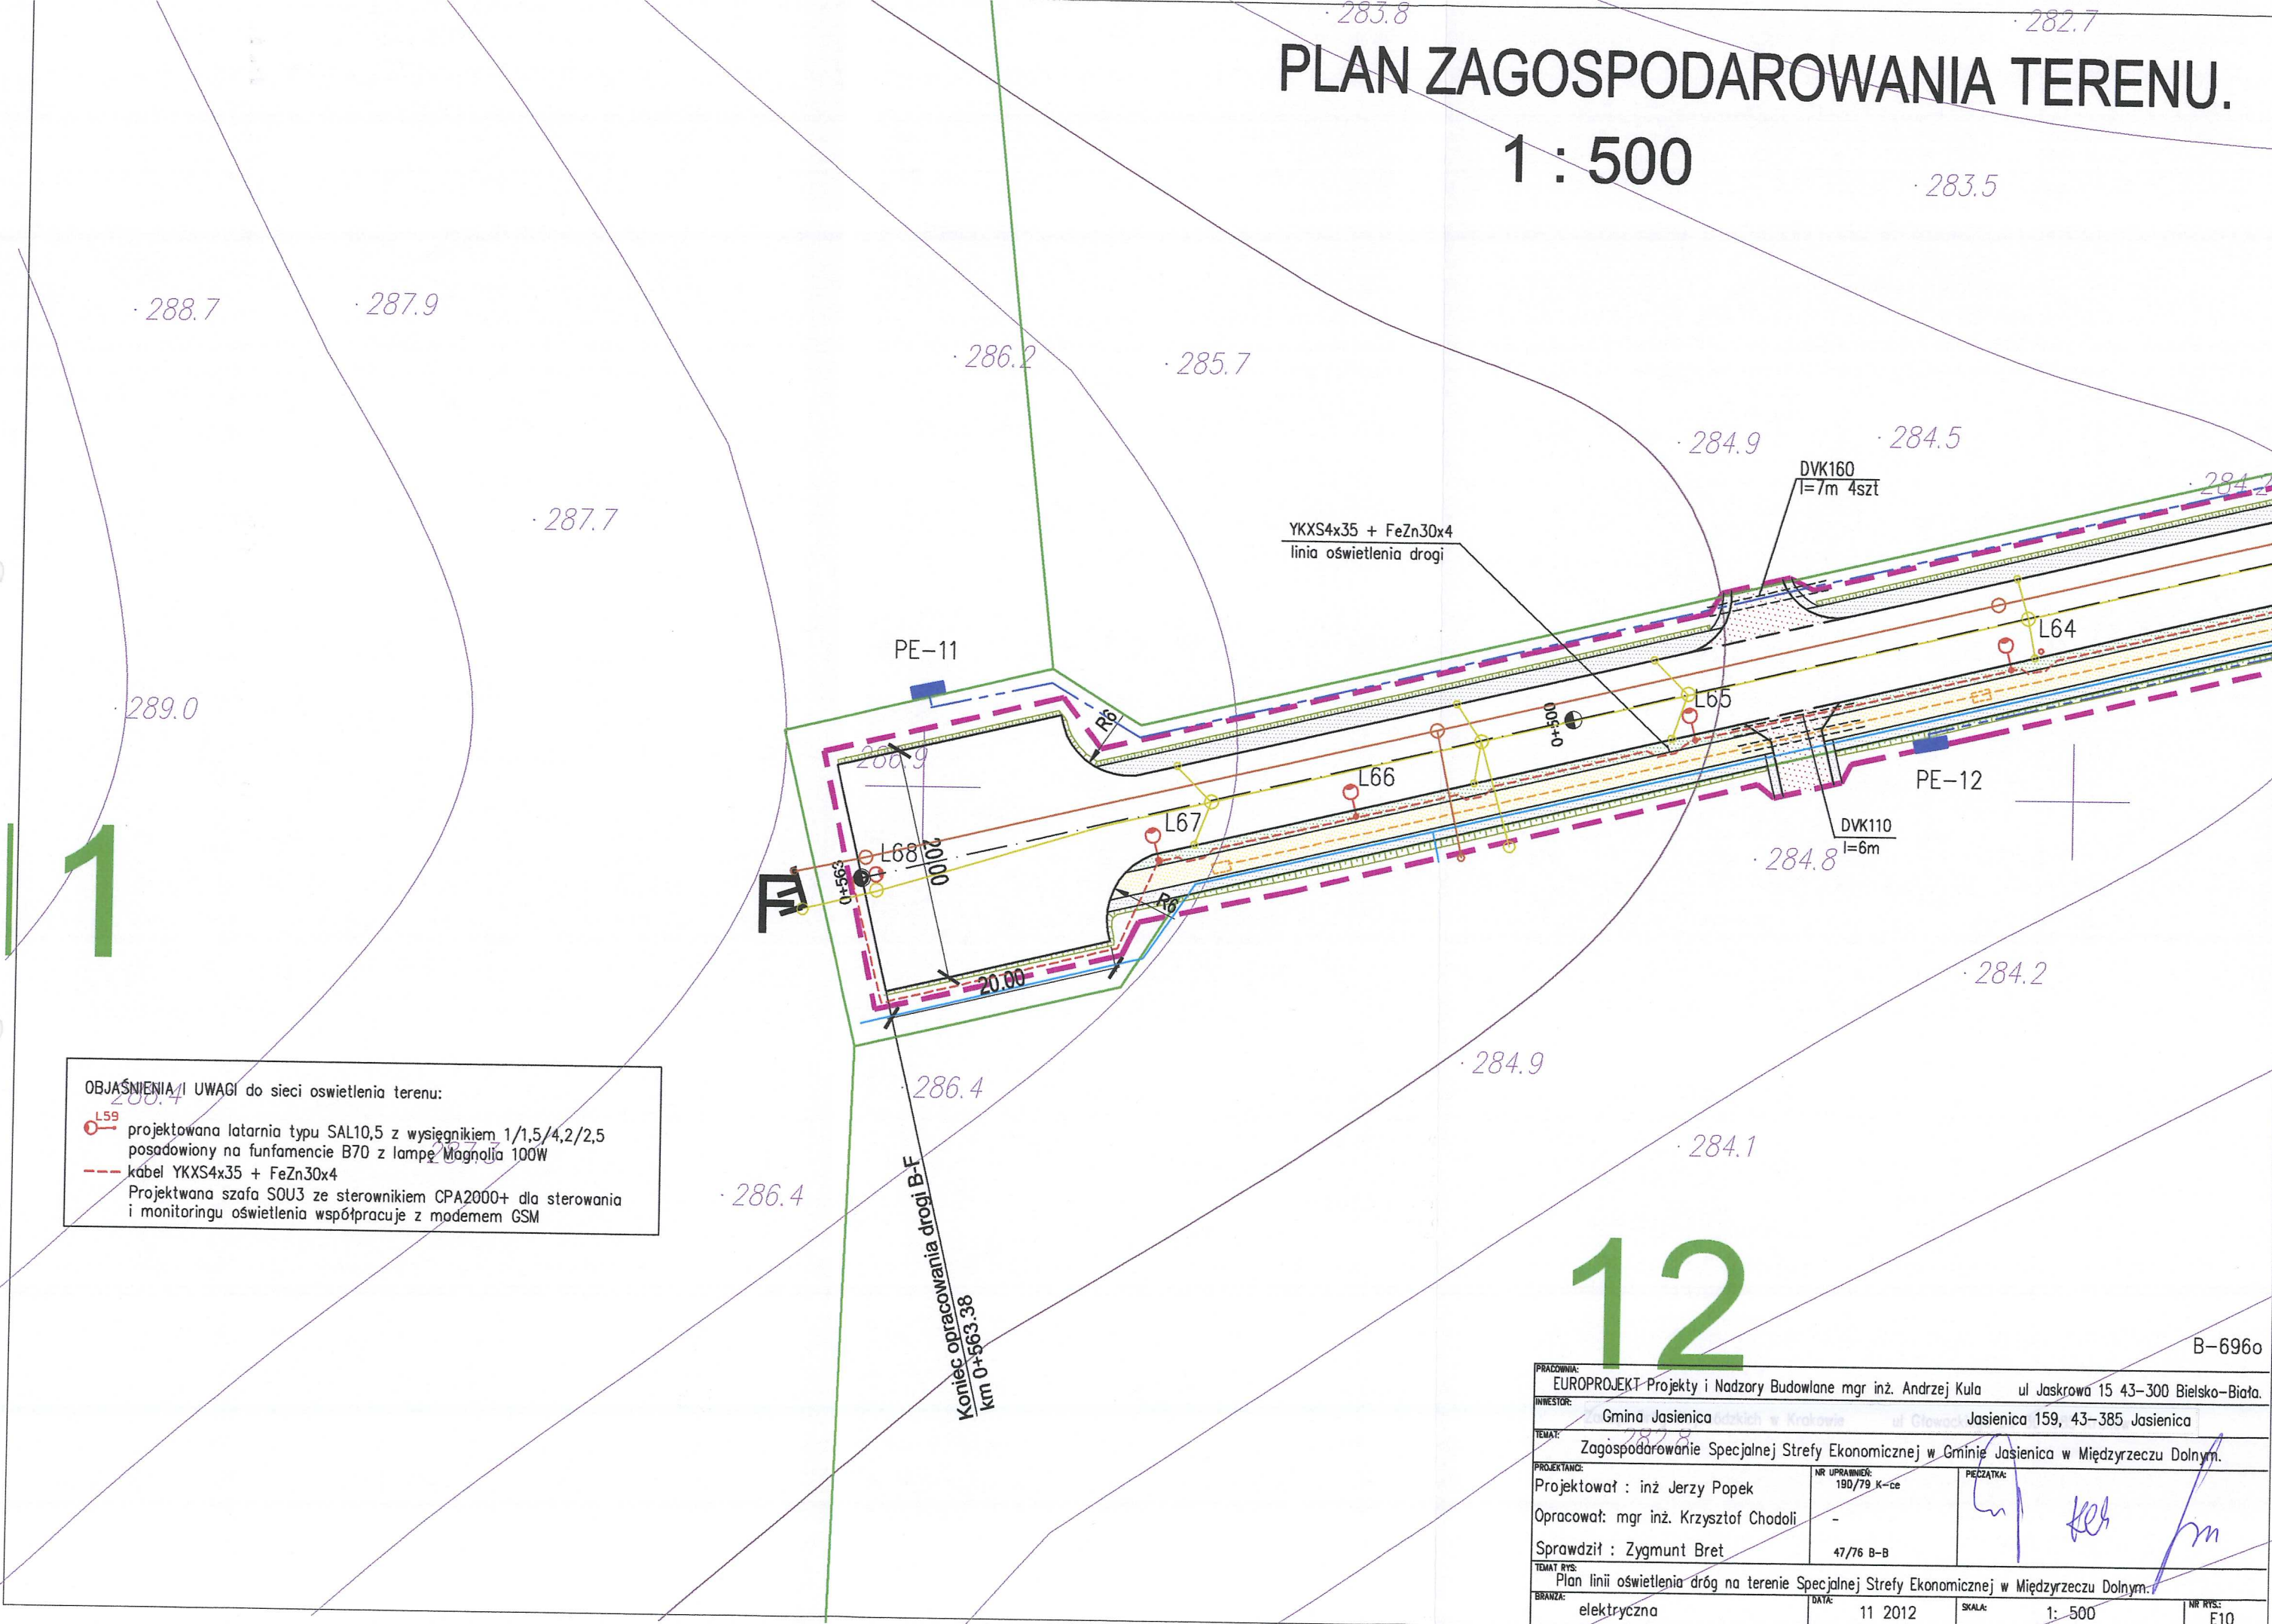 283.8
282.7
PLAN ZAGOSPODAROWANIA TERENU.
1 : 500
283.5
288.7
287.9
286.2
285.7
284.9
284.5
DVK160
l=7m 4szt
284.2
287.7
YKXS4x35 + FeZn30x4
linia oświetlenia drogi
PE-11
L64
289.0
R6
L65
0+500
286.9
L66
PE-12
L67
DVK110
l=6m
L68
20.00
284.8
0+563
F
R6
1
20.00
284.2
284.9
286.4
OBJAŚNIENIA I UWAGI do sieci oswietlenia terenu:
L59
projektowana latarnia typu SAL10,5 z wysięgnikiem 1/1,5/4,2/2,5
posadowiony na funfamencie B70 z lampę Magnolia 100W
kabel YKXS4x35 + FeZn30x4
Projektwana szafa SOU3 ze sterownikiem CPA2000+ dla sterowania
i monitoringu oświetlenia współpracuje z modemem GSM
287.3
284.1
286.4
Koniec opracowania drogi B-F
km 0+563.38
12
B-696o
PRACOWNIA:
EUROPROJEKT Projekty i Nadzory Budowlane mgr inż. Andrzej Kula ul Jaskrowa 15 43-300 Bielsko-Biała.
INWESTOR:
Gmina Jasienica Jasienica 159, 43-385 Jasienica
282.8
TEMAT:
Zagospodarowanie Specjalnej Strefy Ekonomicznej w Gminie Jasienica w Międzyrzeczu Dolnym.
PROJEKTANCI:
NR UPRAWNIEŃ:
PIECZĄTKA:
Projektował : inż Jerzy Popek
190/79 K-ce
Opracował: mgr inż. Krzysztof Chodoli
-
Sprawdził : Zygmunt Bret
47/76 B-B
TEMAT RYS:
Plan linii oświetlenia dróg na terenie Specjalnej Strefy Ekonomicznej w Międzyrzeczu Dolnym.
BRANŻA:
elektryczna
DATA:
11 2012
SKALA:
1: 500
NR RYS.:
E10